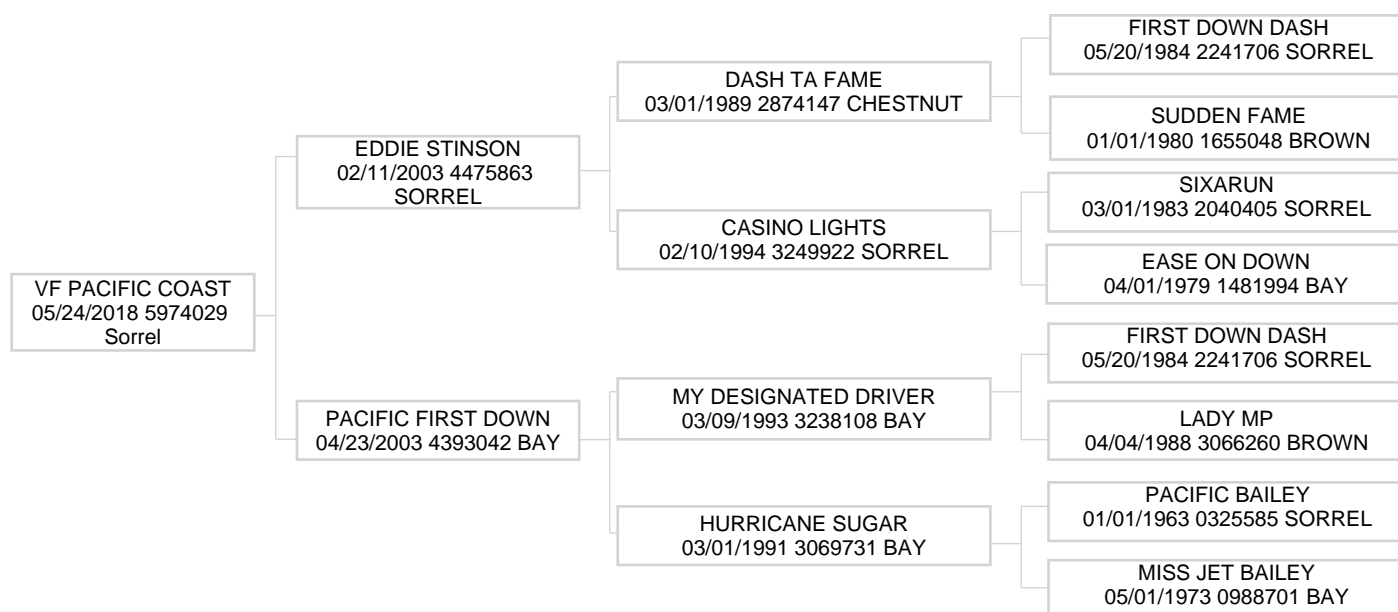 FIRST DOWN DASH
05/20/1984 2241706 SORREL
DASH TA FAME
03/01/1989 2874147 CHESTNUT
SUDDEN FAME
01/01/1980 1655048 BROWN
EDDIE STINSON
02/11/2003 4475863
SORREL
SIXARUN
03/01/1983 2040405 SORREL
CASINO LIGHTS
02/10/1994 3249922 SORREL
EASE ON DOWN
04/01/1979 1481994 BAY
VF PACIFIC COAST
05/24/2018 5974029
Sorrel
FIRST DOWN DASH
05/20/1984 2241706 SORREL
MY DESIGNATED DRIVER
03/09/1993 3238108 BAY
LADY MP
04/04/1988 3066260 BROWN
PACIFIC FIRST DOWN
04/23/2003 4393042 BAY
PACIFIC BAILEY
01/01/1963 0325585 SORREL
HURRICANE SUGAR
03/01/1991 3069731 BAY
MISS JET BAILEY
05/01/1973 0988701 BAY